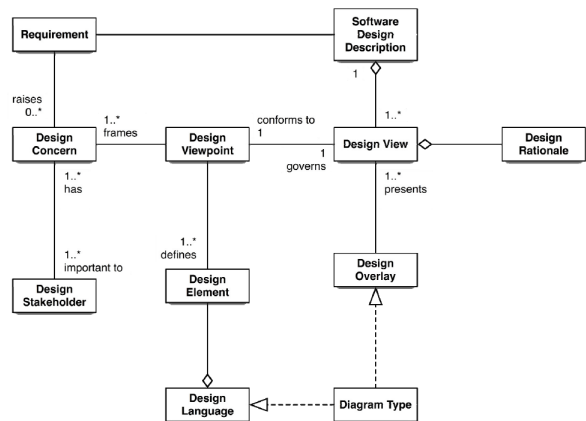 Requirement
Software
Design
Description
1
raises
0..*
1..*
frames
conforms to
1
1..*
Design
Concern
Design
Viewpoint
1
governs
Design View
Design
Rationale
1..*
has
1..*
presents
1..*
important to
1..*
defines
Design
Stakeholder
Design
Element
Design
Overlay
Design
Language
Diagram Type